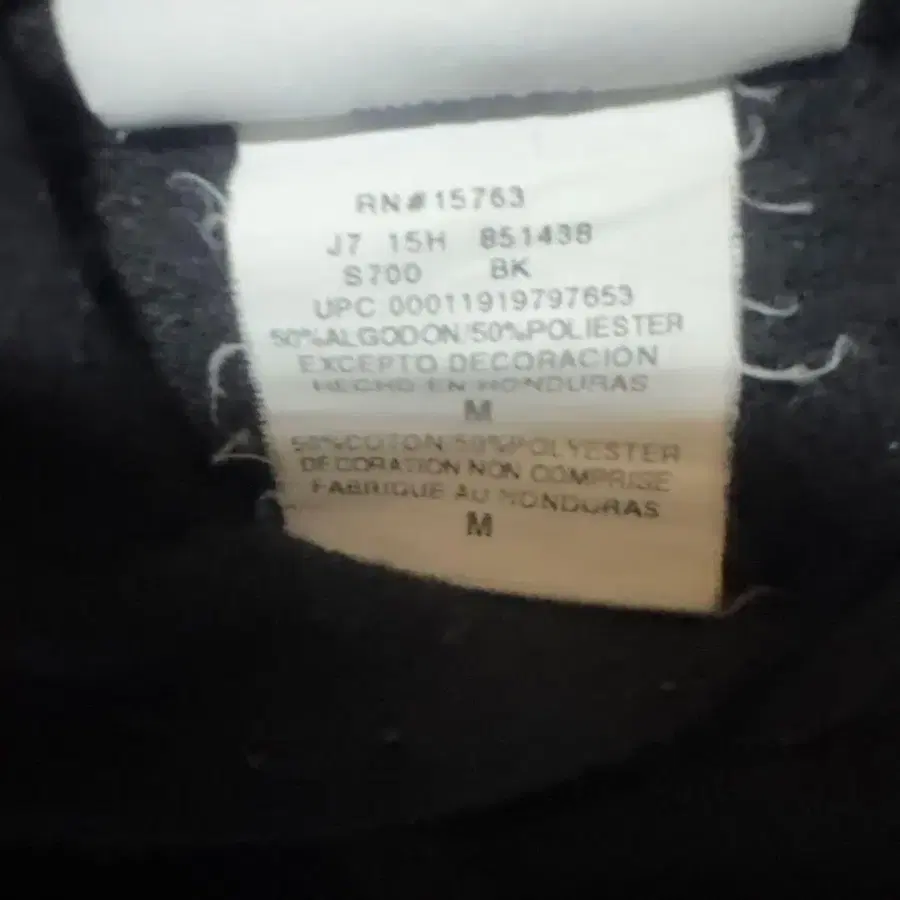 RN#15763
J7 15H 851438
S700 BK
UPC 00011919797653
50%ALGODON/50%POLIESTER
EXCEPTO DECORACIÓN
HECHO EN HONDURAS
M
50%COTON/50%POLYESTER
DECORATION NON COMPRISE
FABRIQUE AU HONDURAS
M